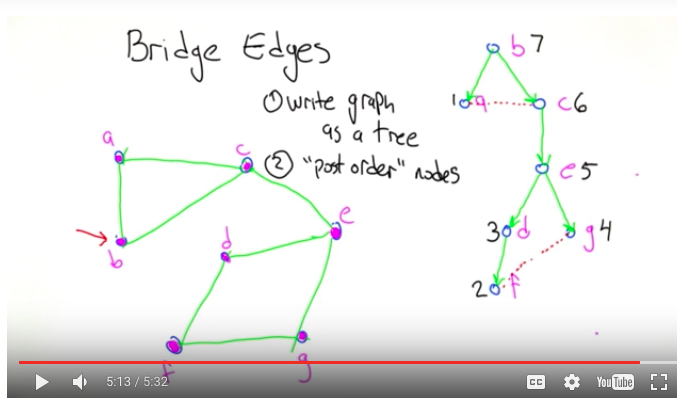 Bridge Edges
① write graph
as a tree
② "post order" nodes
a
c
b
d
e
f
g
b 7
1 a
c 6
e 5
3 d
g 4
2 f
5:13 / 5:32
CC
YouTube